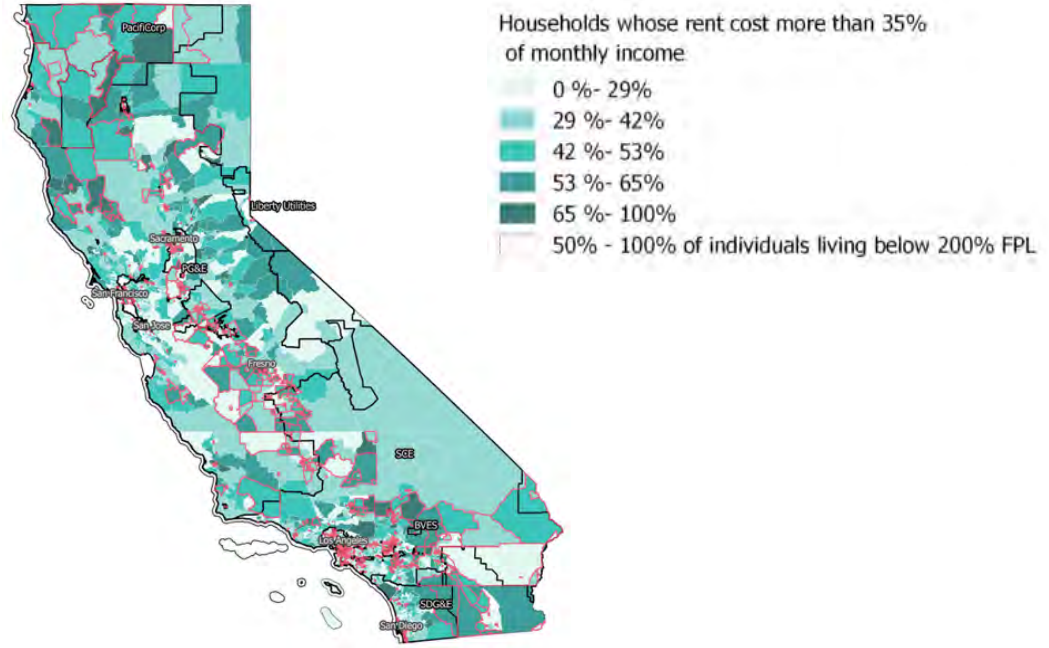 Households whose rent cost more than 35%
of monthly income
0 %- 29%
29 %- 42%
42 %- 53%
53 %- 65%
65 %- 100%
50% - 100% of individuals living below 200% FPL
PacifiCorp
Liberty Utilities
Sacramento
PG&E
San Francisco
San Jose
Fresno
SCE
BVES
Los Angeles
SDG&E
San Diego